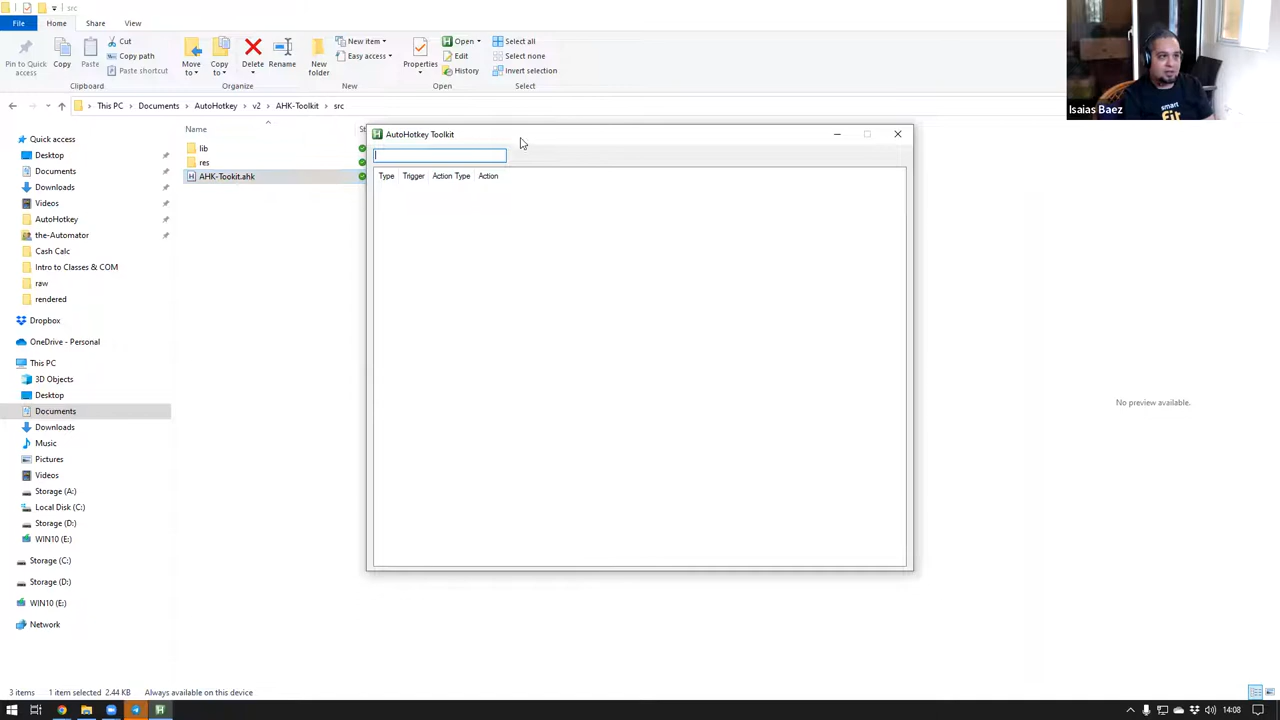 src
File
Home
Share
View
Pin to Quick access
Copy
Paste
Cut
Copy path
Paste shortcut
Clipboard
Move to
Copy to
Delete
Rename
Organize
New folder
New item
Easy access
New
Properties
Open
Edit
History
Open
Select all
Select none
Invert selection
Select
This PC
Documents
AutoHotkey
v2
AHK-Toolkit
src
Isaias Baez
smart
fit
Name
St
lib
res
AHK-Tookit.ahk
AutoHotkey Toolkit
Type Trigger Action Type Action
Quick access
Desktop
Documents
Downloads
Videos
AutoHotkey
the-Automator
Cash Calc
Intro to Classes & COM
raw
rendered
Dropbox
OneDrive - Personal
This PC
3D Objects
Desktop
Documents
Downloads
Music
Pictures
Videos
Storage (A:)
Local Disk (C:)
Storage (D:)
WIN10 (E:)
Storage (C:)
Storage (D:)
WIN10 (E:)
Network
No preview available.
3 items 1 item selected 2.44 KB Always available on this device
14:08